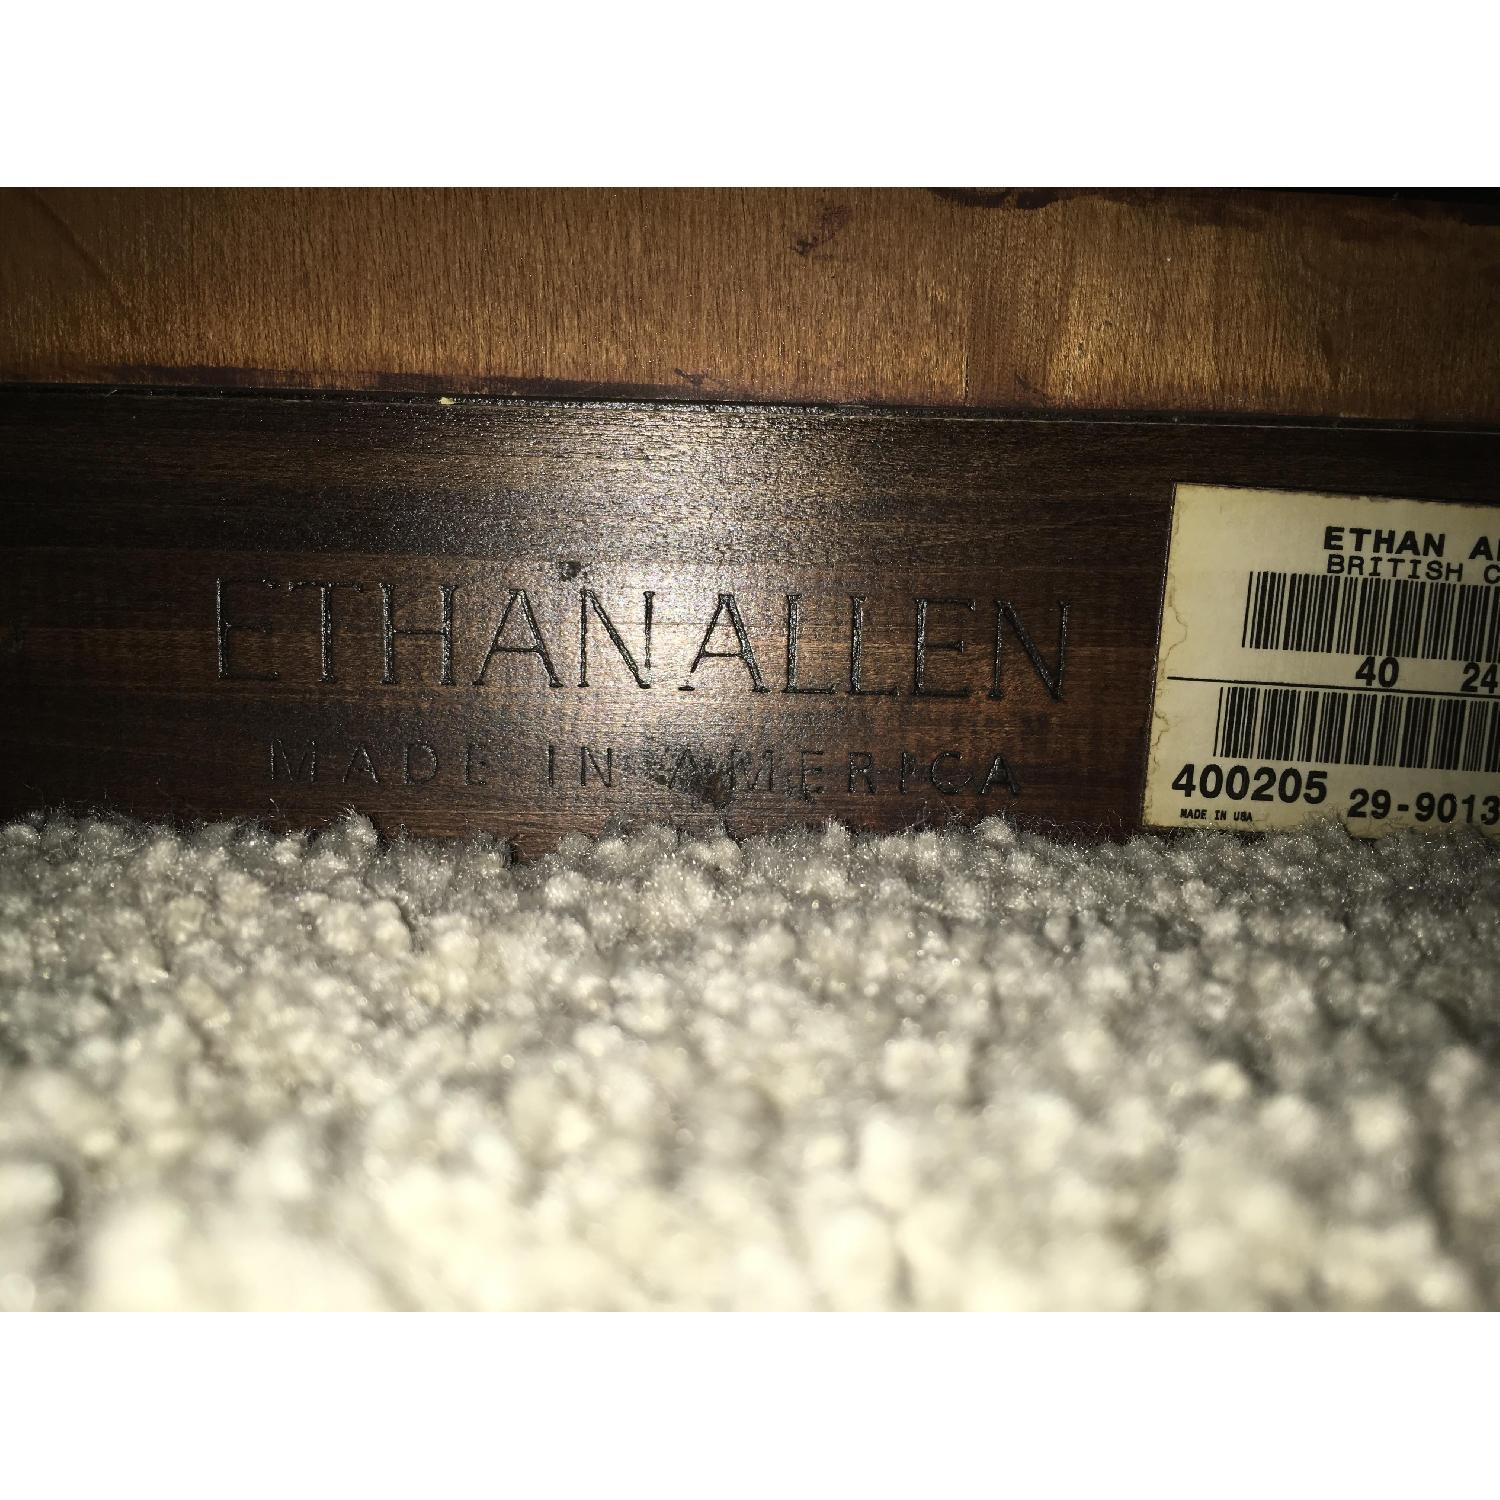 ETHAN ALLEN
MADE IN AMERICA
ETHAN
BRITISH
40 24
400205 29-9013
MADE IN USA